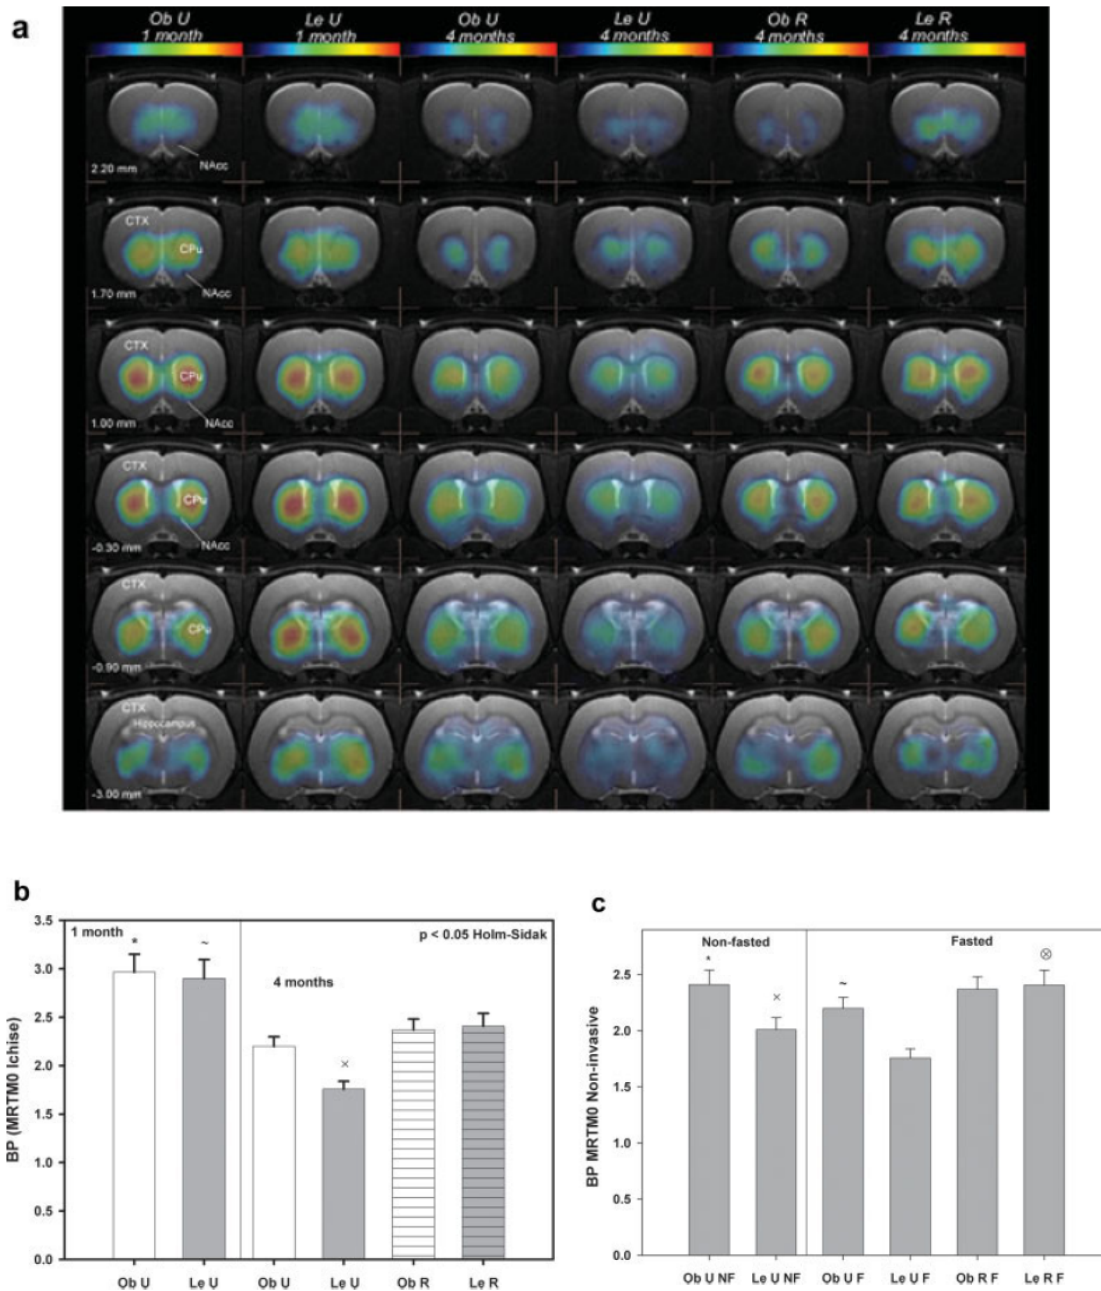 a
Ob U Le U Ob U Le U Ob R Le R
1 month 1 month 4 months 4 months 4 months 4 months
NAcc
2.20 mm
CTX
CPu
NAcc
1.70 mm
CTX
CPu
NAcc
1.00 mm
CTX
CPu
NAcc
-0.30 mm
CTX
CPu
-0.90 mm
CTX
Hippocampus
-3.00 mm
b
BP (MRTM0 Ichise)
3.5
3.0
2.5
2.0
1.5
1.0
0.5
0.0
1 month
p < 0.05 Holm-Sidak
* ~
4 months
×
Ob U Le U Ob U Le U Ob R Le R
c
BP MRTM0 Non-invasive
2.5
2.0
1.5
1.0
0.5
0.0
Non-fasted Fasted
* × ~ ⊗
Ob U NF Le U NF Ob U F Le U F Ob R F Le R F